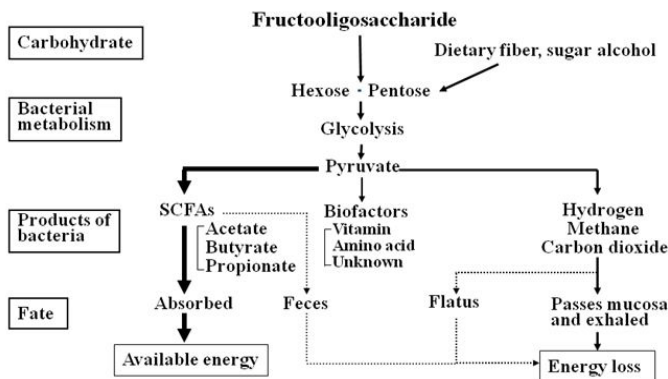 Fructooligosaccharide
Carbohydrate
Dietary fiber, sugar alcohol
Hexose · Pentose
Bacterial
metabolism
Glycolysis
Pyruvate
Products of
bacteria
SCFAs
Acetate
Butyrate
Propionate
Biofactors
Vitamin
Amino acid
Unknown
Hydrogen
Methane
Carbon dioxide
Fate
Absorbed
Feces
Flatus
Passes mucosa
and exhaled
Available energy
Energy loss